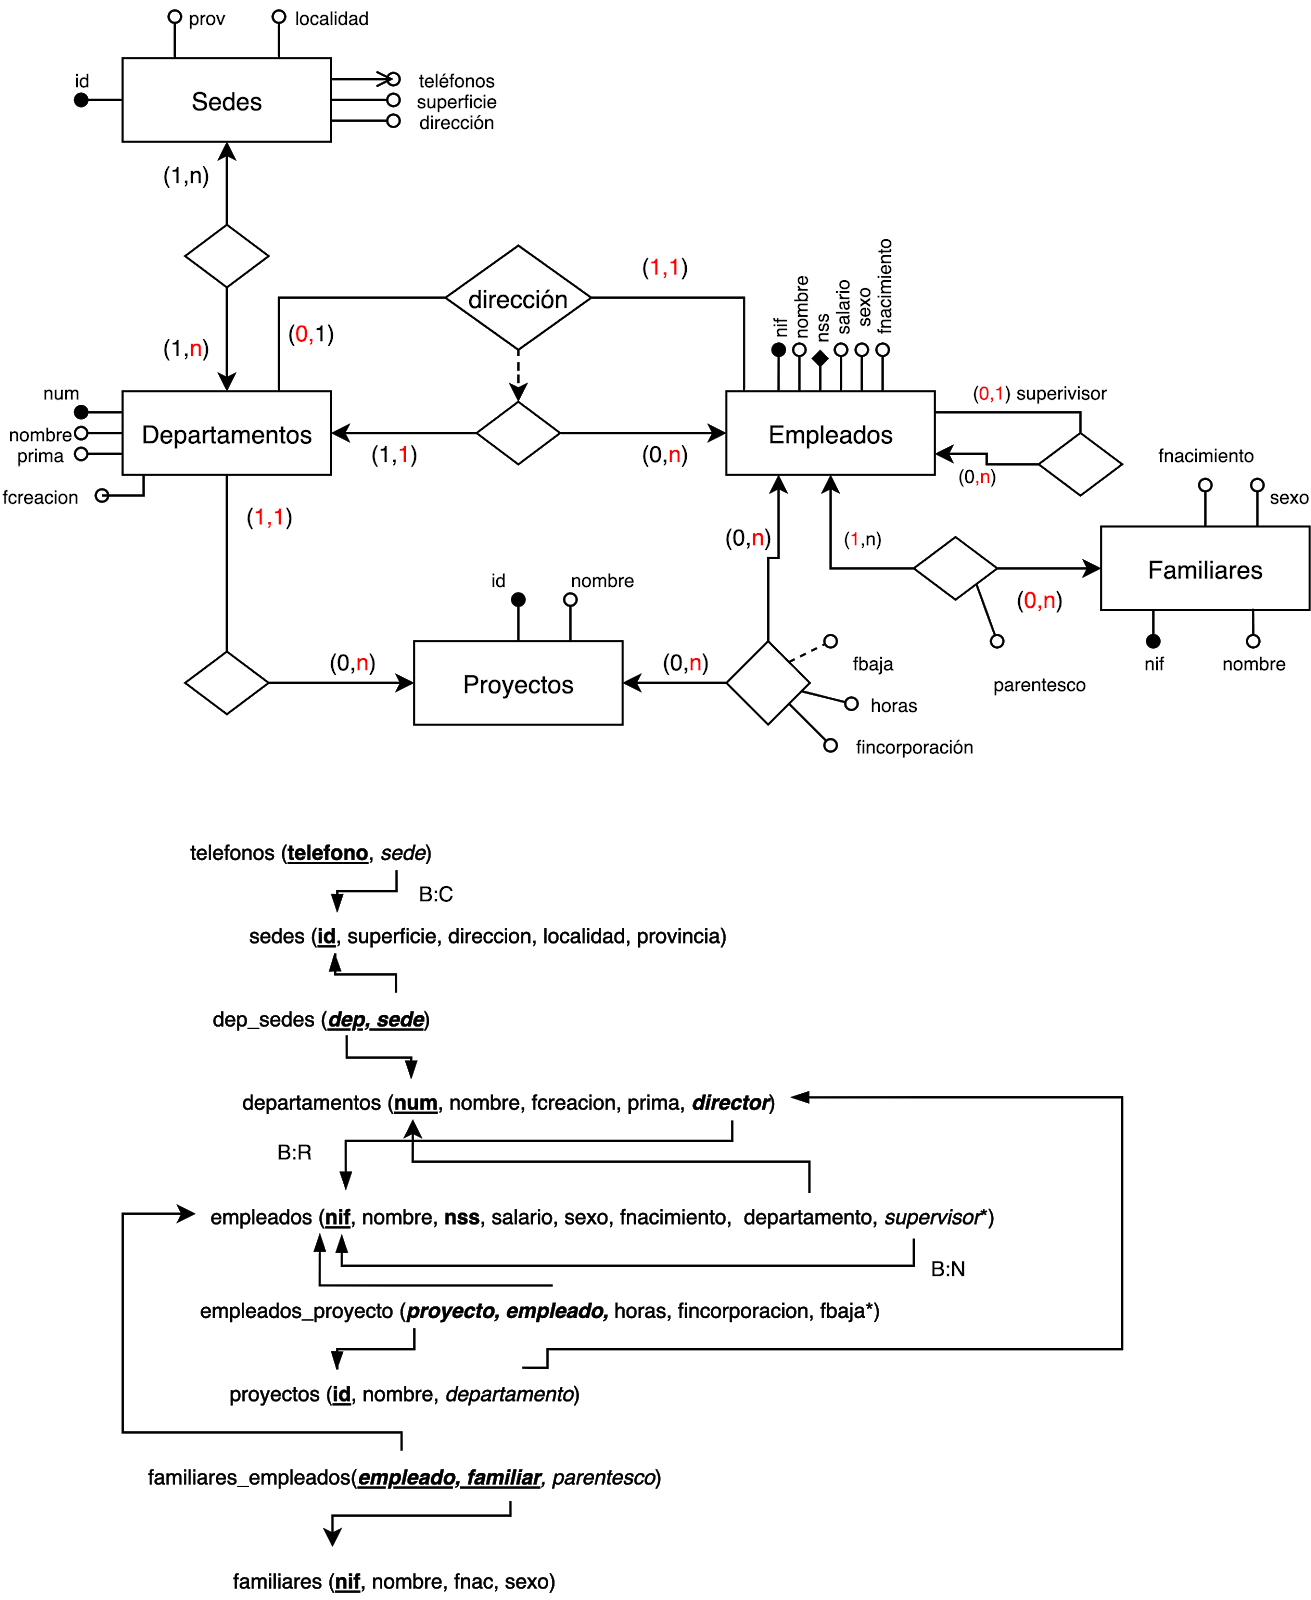 prov
localidad
id
Sedes
teléfonos
superficie
dirección
(1,n)
(1,n)
dirección
(0,1)
(1,1)
nif
nombre
nss
salario
sexo
fnacimiento
num
nombre
prima
fcreacion
Departamentos
(1,1)
(0,n)
Empleados
(0,1) superivisor
(0,n)
(1,1)
(0,n)
(1,n)
fnacimiento
sexo
Familiares
(0,n)
parentesco
nif
nombre
id
nombre
(0,n)
Proyectos
(0,n)
fbaja
horas
fincorporación
telefonos (telefono, sede)
B:C
sedes (id, superficie, direccion, localidad, provincia)
dep_sedes (dep, sede)
departamentos (num, nombre, fcreacion, prima, director)
B:R
empleados (nif, nombre, nss, salario, sexo, fnacimiento, departamento, supervisor*)
B:N
empleados_proyecto (proyecto, empleado, horas, fincorporacion, fbaja*)
proyectos (id, nombre, departamento)
familiares_empleados(empleado, familiar, parentesco)
familiares (nif, nombre, fnac, sexo)